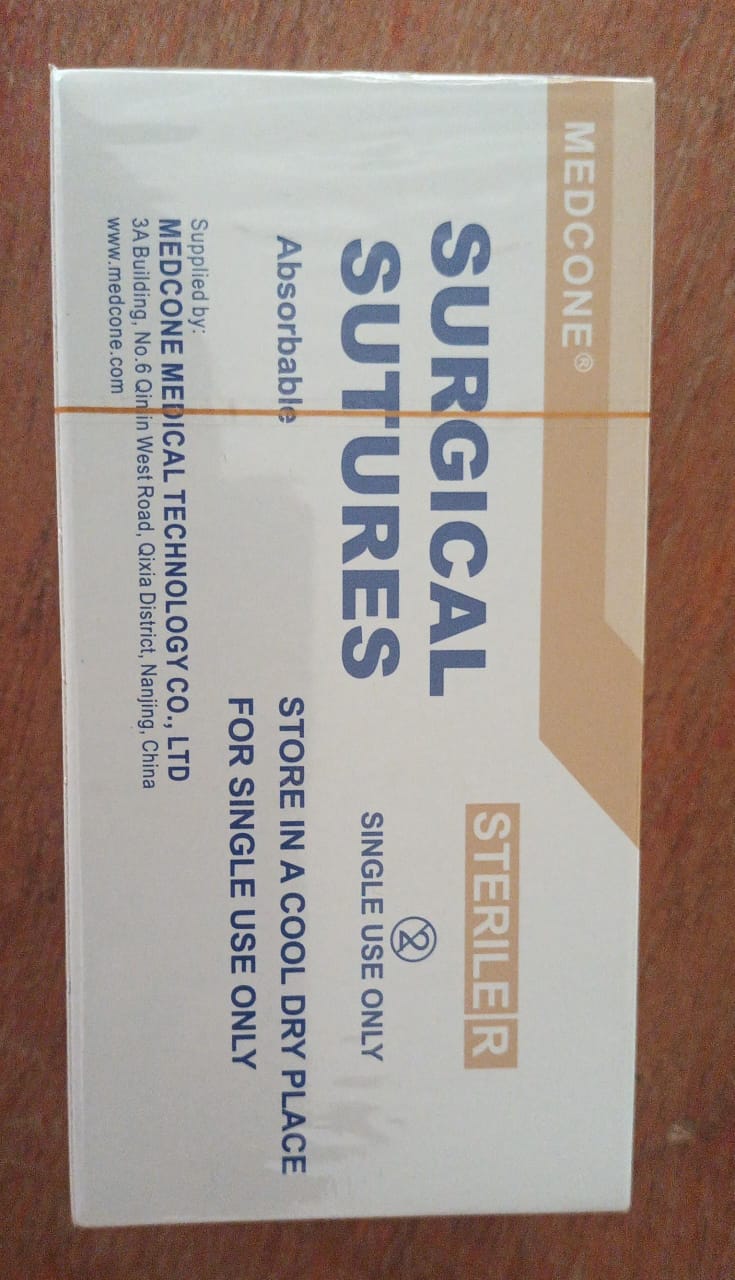 MEDCONE®
SURGICAL
SUTURES
Absorbable
STERILE R
SINGLE USE ONLY
STORE IN A COOL DRY PLACE
FOR SINGLE USE ONLY
Supplied by:
MEDCONE MEDICAL TECHNOLOGY CO., LTD
3A Building, No.6 Qinlin West Road, Qixia District, Nanjing, China
www.medcone.com